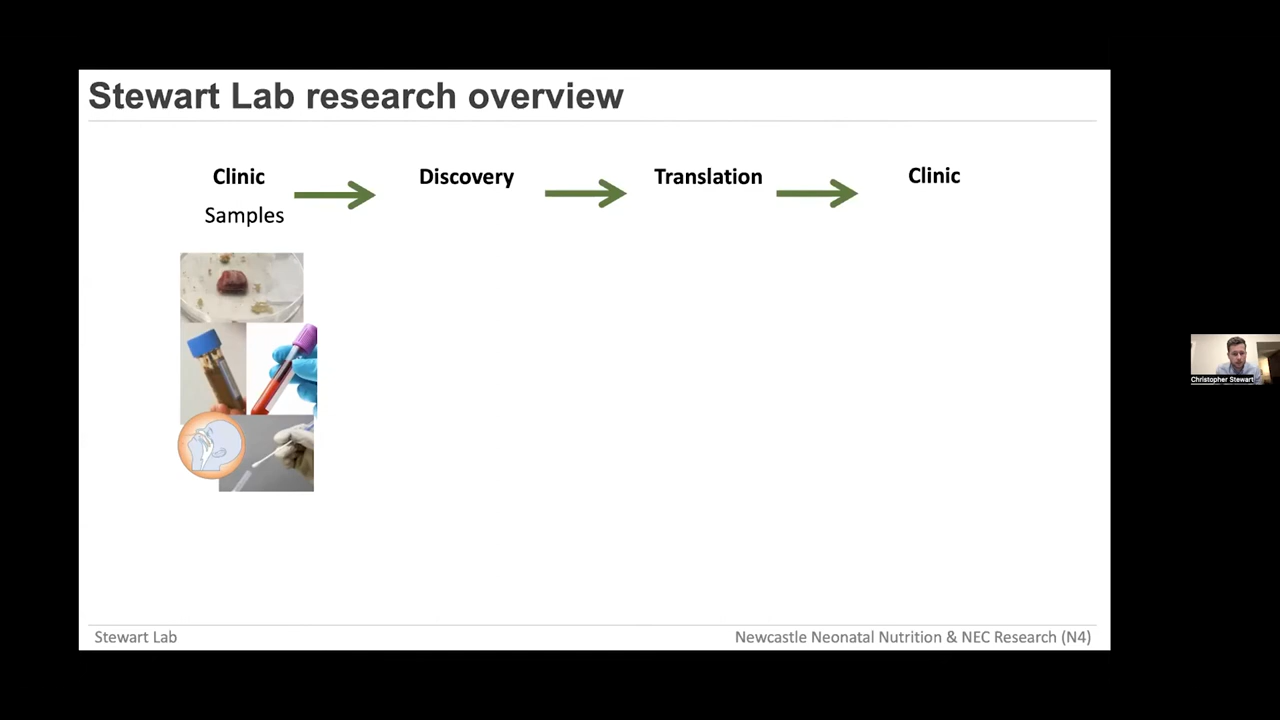 Stewart Lab research overview
Clinic Discovery Translation Clinic
Samples
Stewart Lab Newcastle Neonatal Nutrition & NEC Research (N4)
Christopher Stewart